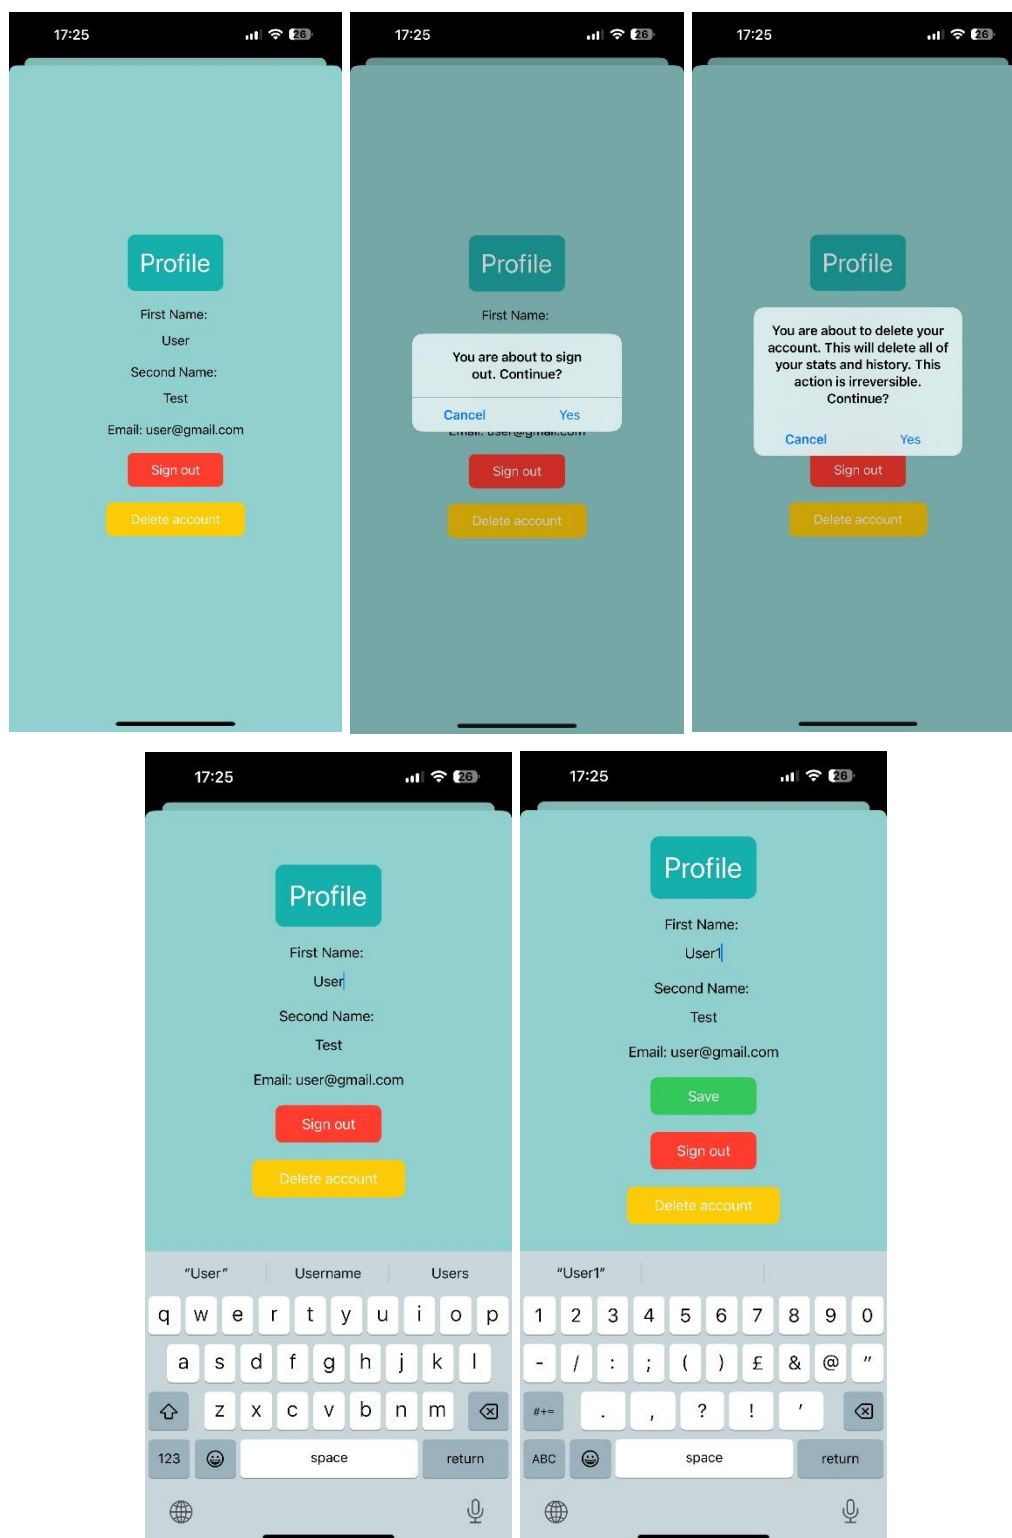 17:25
26
Profile
First Name:
User
Second Name:
Test
Email: user@gmail.com
Sign out
Delete account
17:25
26
Profile
First Name:
You are about to sign
out. Continue?
Cancel Yes
Email: user@gmail.com
Sign out
Delete account
17:25
26
Profile
You are about to delete your
account. This will delete all of
your stats and history. This
action is irreversible.
Continue?
Cancel Yes
Sign out
Delete account
17:25
26
Profile
First Name:
User
Second Name:
Test
Email: user@gmail.com
Sign out
Delete account
“User” Username Users
q w e r t y u i o p
a s d f g h j k l
z x c v b n m
123 space return
17:25
26
Profile
First Name:
User1
Second Name:
Test
Email: user@gmail.com
Save
Sign out
Delete account
“User1”
1 2 3 4 5 6 7 8 9 0
- / : ; ( ) £ & @ "
#+= . , ? ! ’
ABC space return